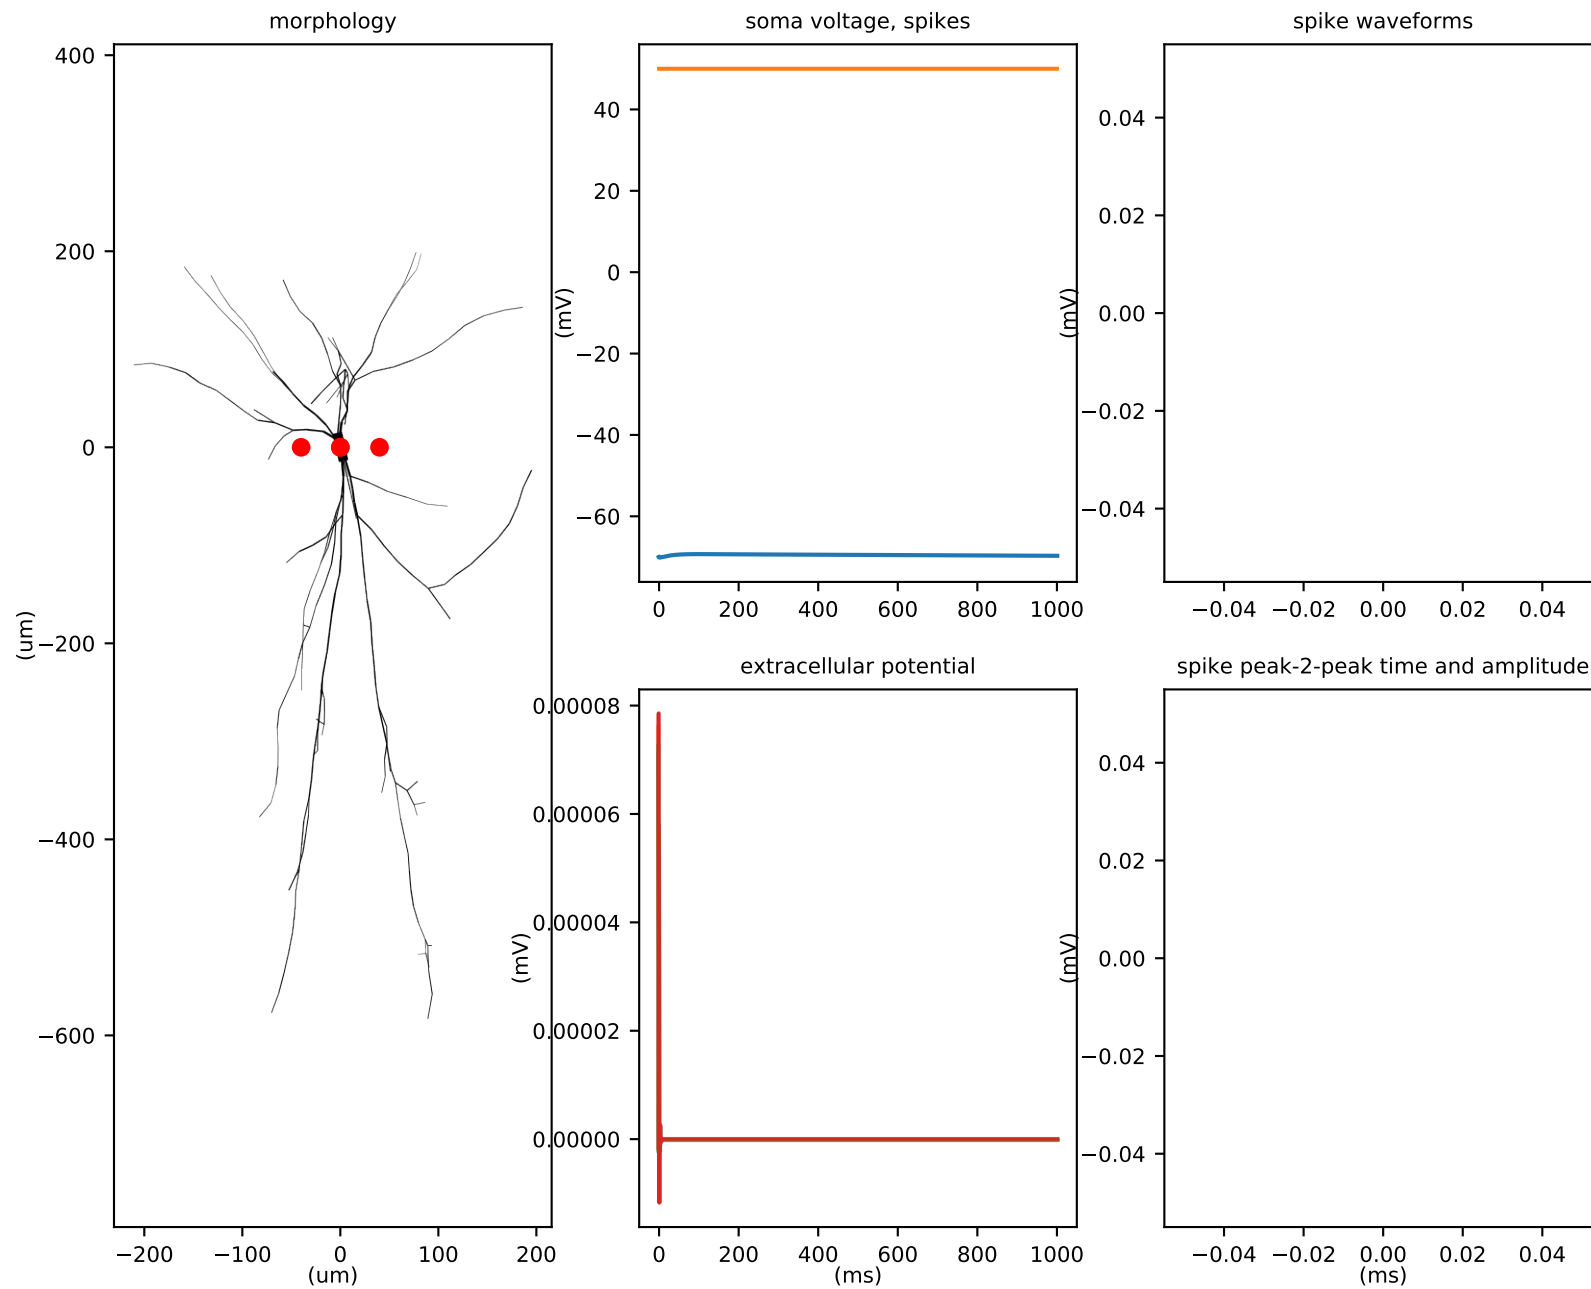 morphology
400
200
0
−200
−400
−600
(um)
−200 −100 0 100 200
(um)
soma voltage, spikes
40
20
0
−20
−40
−60
(mV)
0 200 400 600 800 1000
spike waveforms
0.04
0.02
0.00
−0.02
−0.04
(mV)
−0.04 −0.02 0.00 0.02 0.04
extracellular potential
0.00008
0.00006
0.00004
0.00002
0.00000
(mV)
0 200 400 600 800 1000
(ms)
spike peak-2-peak time and amplitude
0.04
0.02
0.00
−0.02
−0.04
(mV)
−0.04 −0.02 0.00 0.02 0.04
(ms)